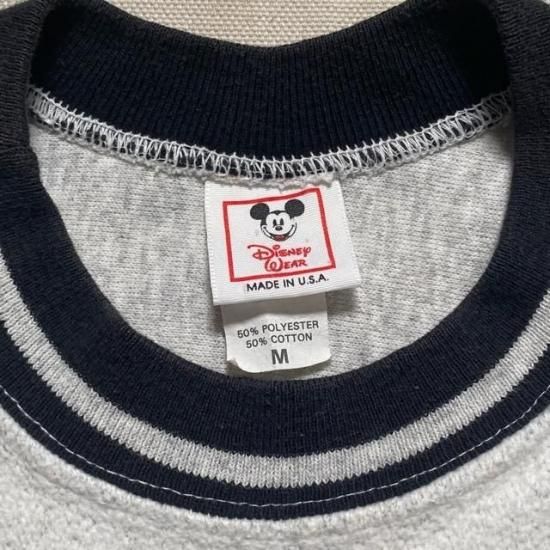 Disney
Wear
MADE IN U.S.A.
50% POLYESTER
50% COTTON
M